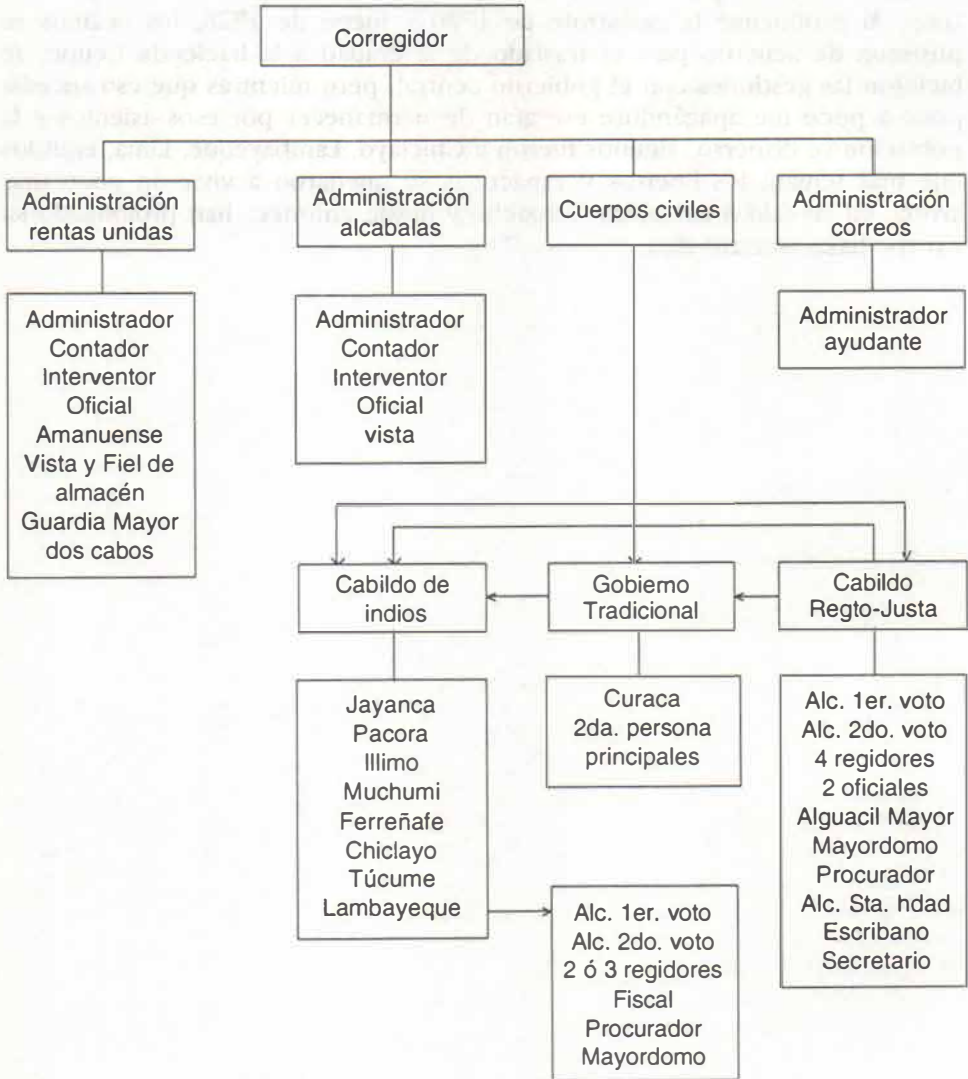 Corregidor
Administración
rentas unidas
Administración
alcabalas
Cuerpos civiles
Administración
correos
Administrador
Contador
Interventor
Oficial
Amanuense
Vista y Fiel de
almacén
Guardia Mayor
dos cabos
Administrador
Contador
Interventor
Oficial
vista
Administrador
ayudante
Cabildo de
indios
Gobierno
Tradicional
Cabildo
Regto-Justa
Jayanca
Pacora
Illimo
Muchumi
Ferreñafe
Chiclayo
Túcume
Lambayeque
Curaca
2da. persona
principales
Alc. 1er. voto
Alc. 2do. voto
4 regidores
2 oficiales
Alguacil Mayor
Mayordomo
Procurador
Alc. Sta. hdad
Escribano
Secretario
Alc. 1er. voto
Alc. 2do. voto
2 ó 3 regidores
Fiscal
Procurador
Mayordomo